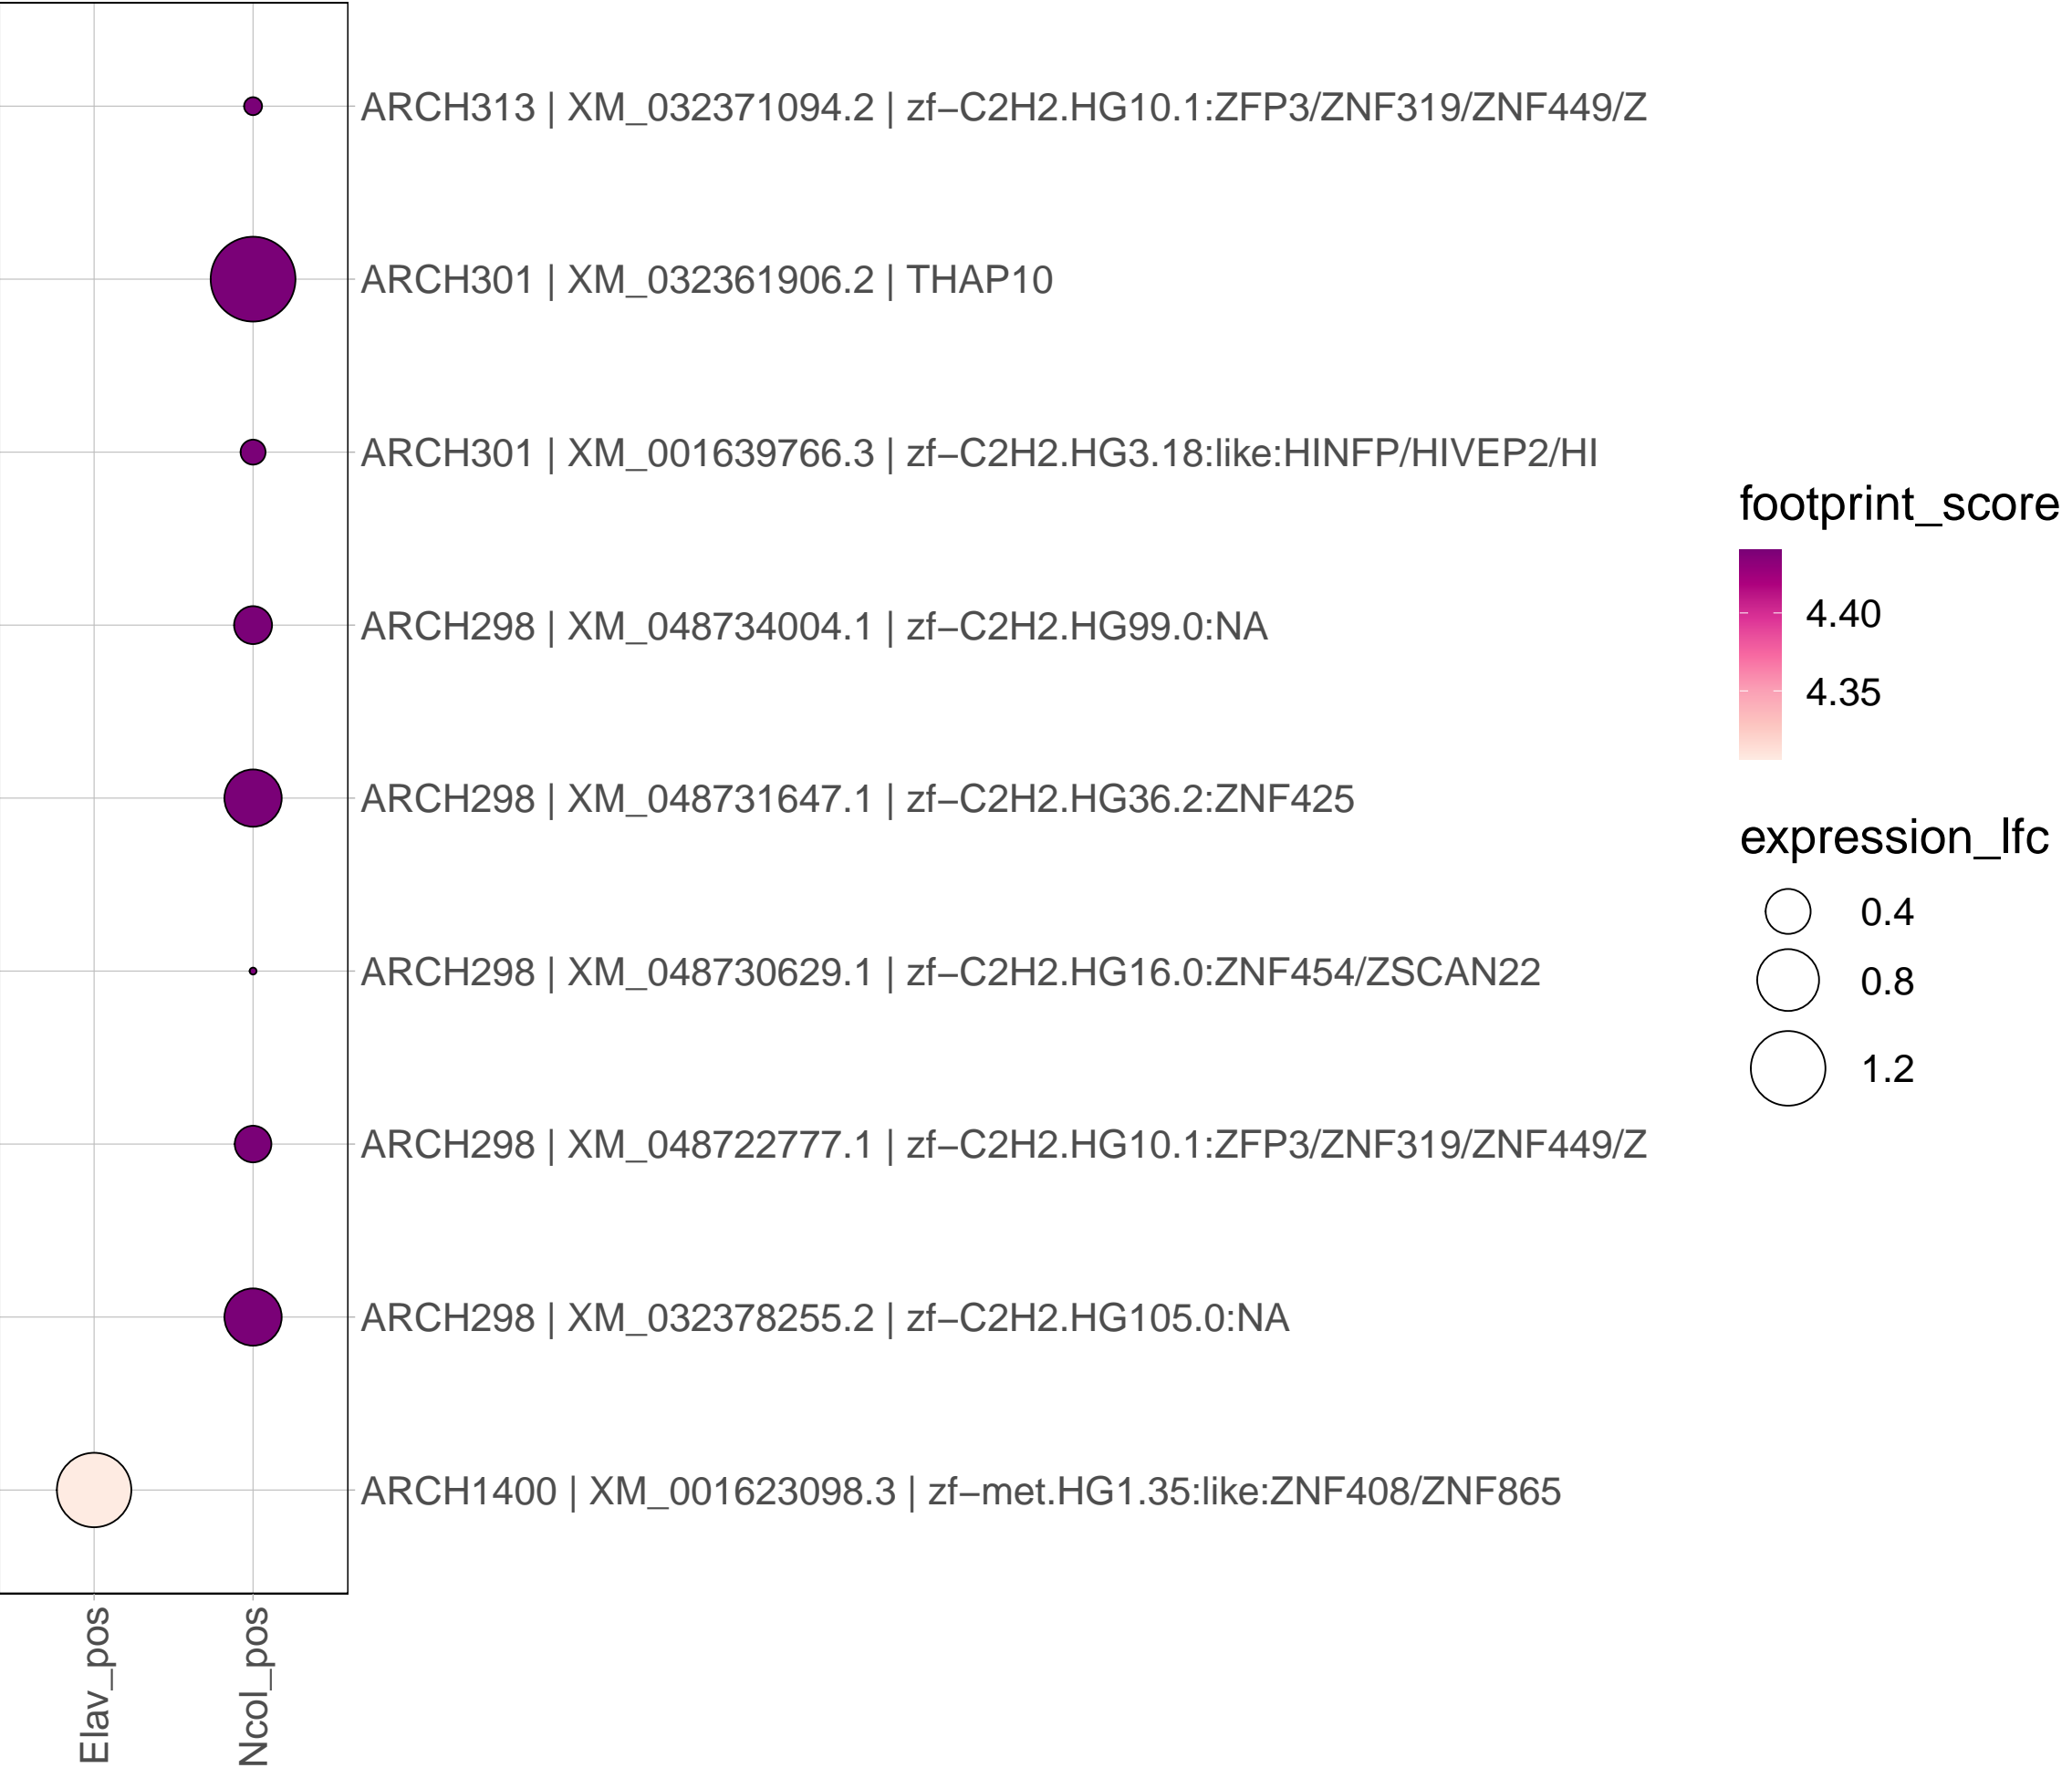 ARCH313 | XM_032371094.2 | zf−C2H2.HG10.1:ZFP3/ZNF319/ZNF449/Z
ARCH301 | XM_032361906.2 | THAP10
ARCH301 | XM_001639766.3 | zf−C2H2.HG3.18:like:HINFP/HIVEP2/HI
ARCH298 | XM_048734004.1 | zf−C2H2.HG99.0:NA
ARCH298 | XM_048731647.1 | zf−C2H2.HG36.2:ZNF425
ARCH298 | XM_048730629.1 | zf−C2H2.HG16.0:ZNF454/ZSCAN22
ARCH298 | XM_048722777.1 | zf−C2H2.HG10.1:ZFP3/ZNF319/ZNF449/Z
ARCH298 | XM_032378255.2 | zf−C2H2.HG105.0:NA
ARCH1400 | XM_001623098.3 | zf−met.HG1.35:like:ZNF408/ZNF865
Elav_pos
Ncol_pos
footprint_score
4.40
4.35
expression_lfc
0.4
0.8
1.2